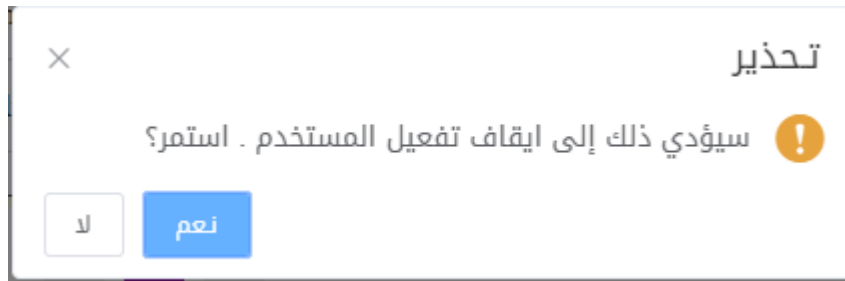 تحذير
سيؤدي ذلك إلى ايقاف تفعيل المستخدم . استمر؟
نعم
لا